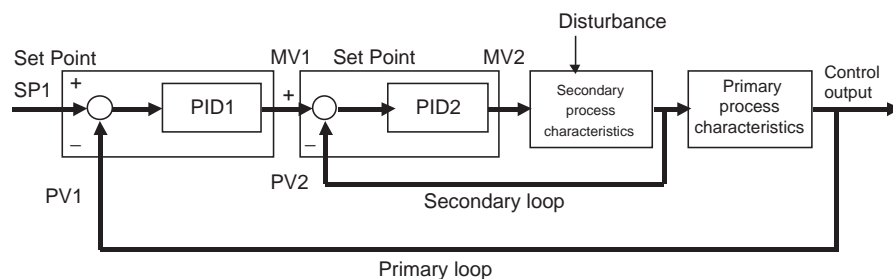 Disturbance
Set Point
MV1
Set Point
MV2
Control
output
SP1
+
PID1
+
PID2
Secondary
process
characteristics
Primary
process
characteristics
−
−
PV1
PV2
Secondary loop
Primary loop